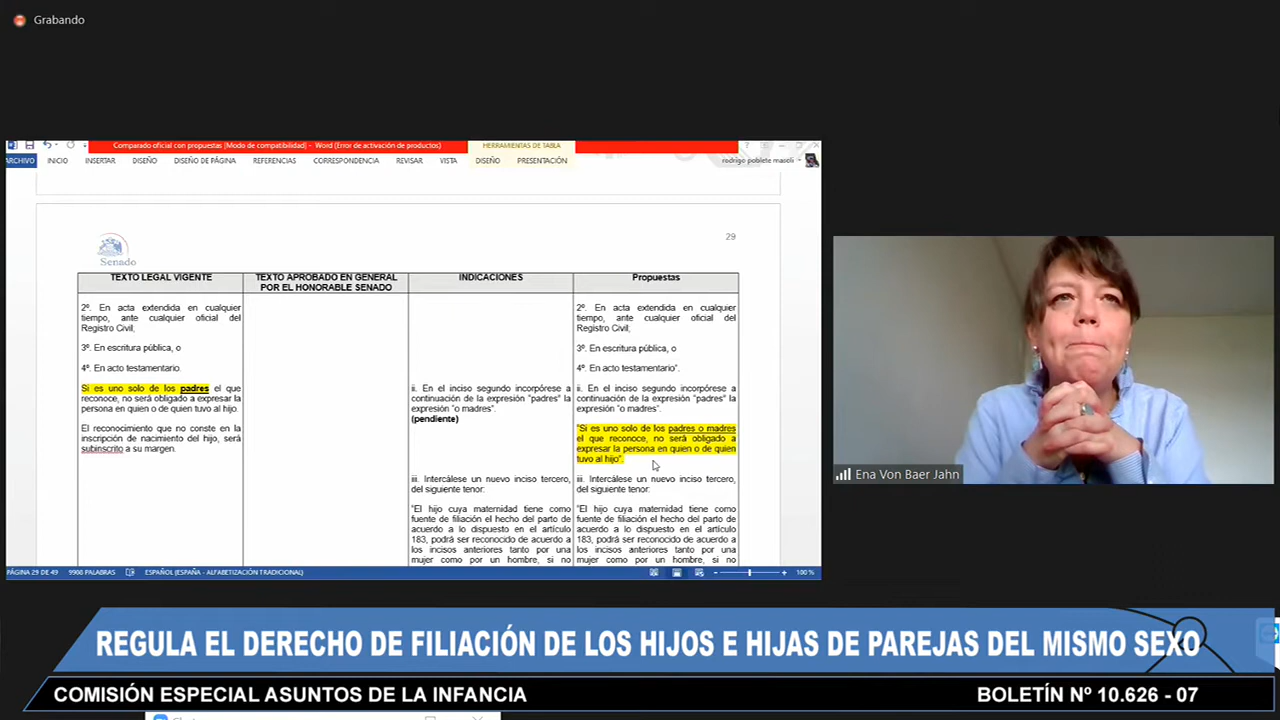 Grabando
Comparado oficial con propuestas [Modo de compatibilidad] - Word (Error de activación de productos)
HERRAMIENTAS DE TABLA
ARCHIVO INICIO INSERTAR DISEÑO DISEÑO DE PÁGINA REFERENCIAS CORRESPONDENCIA REVISAR VISTA DISEÑO PRESENTACIÓN
rodrigo poblete masoli
29
Senado
TEXTO LEGAL VIGENTE
2º. En acta extendida en cualquier
tiempo, ante cualquier oficial del
Registro Civil;
3º. En escritura pública, o
4º. En acto testamentario.
Si es uno solo de los padres el que
reconoce, no será obligado a expresar la
persona en quien o de quien tuvo al hijo.
El reconocimiento que no conste en la
inscripción de nacimiento del hijo, será
subinscrito a su margen.
TEXTO APROBADO EN GENERAL
POR EL HONORABLE SENADO
INDICACIONES
ii. En el inciso segundo incorpórese a
continuación de la expresión "padres" la
expresión "o madres".
(pendiente)
iii. Intercálese un nuevo inciso tercero,
del siguiente tenor:
"El hijo cuya maternidad tiene como
fuente de filiación el hecho del parto de
acuerdo a lo dispuesto en el artículo
183, podrá ser reconocido de acuerdo a
los incisos anteriores tanto por una
mujer como por un hombre, si no
Propuestas
2º. En acta extendida en cualquier
tiempo, ante cualquier oficial del
Registro Civil;
3º. En escritura pública, o
4º. En acto testamentario".
ii. En el inciso segundo incorpórese a
continuación de la expresión "padres" la
expresión "o madres".
"Si es uno solo de los padres o madres
el que reconoce, no será obligado a
expresar la persona en quien o de quien
tuvo al hijo".
iii. Intercálese un nuevo inciso tercero,
del siguiente tenor:
"El hijo cuya maternidad tiene como
fuente de filiación el hecho del parto de
acuerdo a lo dispuesto en el artículo
183, podrá ser reconocido de acuerdo a
los incisos anteriores tanto por una
mujer como por un hombre, si no
PÁGINA 29 DE 49 9908 PALABRAS ESPAÑOL (ESPAÑA - ALFABETIZACIÓN TRADICIONAL) 100 %
Ena Von Baer Jahn
REGULA EL DERECHO DE FILIACIÓN DE LOS HIJOS E HIJAS DE PAREJAS DEL MISMO SEXO
COMISIÓN ESPECIAL ASUNTOS DE LA INFANCIA
BOLETÍN Nº 10.626 - 07